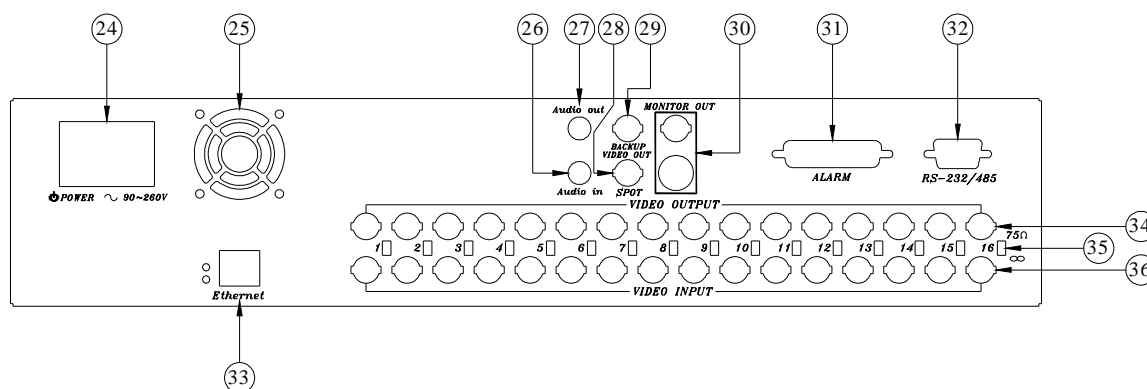 24 25 26 27 28 29 30 31 32
Audio out
MONITOR OUT
BACKUP
VIDEO OUT
⏻ POWER ~ 90~260V
Audio in
SPOT
ALARM
RS-232/485
VIDEO OUTPUT
34
75Ω
1 2 3 4 5 6 7 8 9 10 11 12 13 14 15 16
35
∞
36
Ethernet
VIDEO INPUT
33